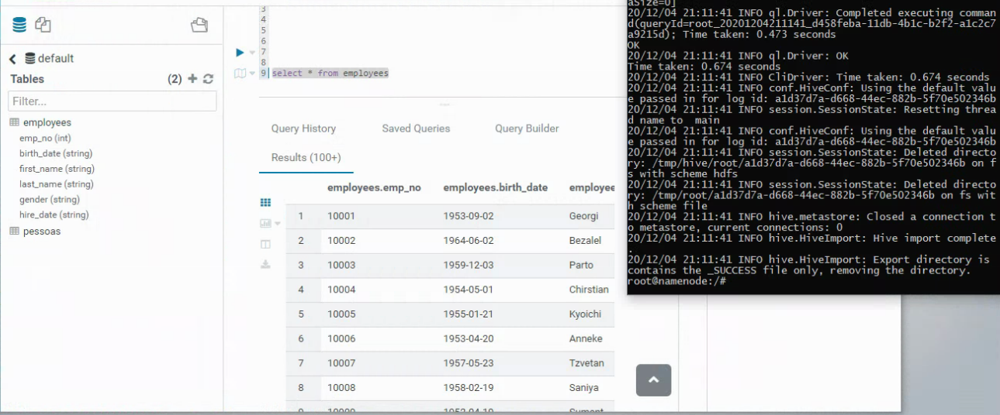 default
Tables
(2)
Filter...
employees
emp_no (int)
birth_date (string)
first_name (string)
last_name (string)
gender (string)
hire_date (string)
pessoas
3
4
5
6
7
8
9 select * from employees
Query History Saved Queries Query Builder
Results (100+)
employees.emp_no employees.birth_date employee
1 10001 1953-09-02 Georgi
2 10002 1964-06-02 Bezalel
3 10003 1959-12-03 Parto
4 10004 1954-05-01 Chirstian
5 10005 1955-01-21 Kyoichi
6 10006 1953-04-20 Anneke
7 10007 1957-05-23 Tzvetan
8 10008 1958-02-19 Saniya
aSize=0]
20/12/04 21:11:41 INFO ql.Driver: Completed executing comman
d(queryId=root_20201204211141_d458feba-11db-4b1c-b2f2-a1c2c7
a9215d); Time taken: 0.473 seconds
OK
20/12/04 21:11:41 INFO ql.Driver: OK
Time taken: 0.674 seconds
20/12/04 21:11:41 INFO CliDriver: Time taken: 0.674 seconds
20/12/04 21:11:41 INFO conf.HiveConf: Using the default valu
e passed in for log id: a1d37d7a-d668-44ec-882b-5f70e502346b
20/12/04 21:11:41 INFO session.SessionState: Resetting threa
d name to  main
20/12/04 21:11:41 INFO conf.HiveConf: Using the default valu
e passed in for log id: a1d37d7a-d668-44ec-882b-5f70e502346b
20/12/04 21:11:41 INFO session.SessionState: Deleted directo
ry: /tmp/hive/root/a1d37d7a-d668-44ec-882b-5f70e502346b on f
s with scheme hdfs
20/12/04 21:11:41 INFO session.SessionState: Deleted directo
ry: /tmp/root/a1d37d7a-d668-44ec-882b-5f70e502346b on fs wit
h scheme file
20/12/04 21:11:41 INFO hive.metastore: Closed a connection t
o metastore, current connections: 0
20/12/04 21:11:41 INFO hive.HiveImport: Hive import complete
.
20/12/04 21:11:41 INFO hive.HiveImport: Export directory is
contains the _SUCCESS file only, removing the directory.
root@namenode:/#